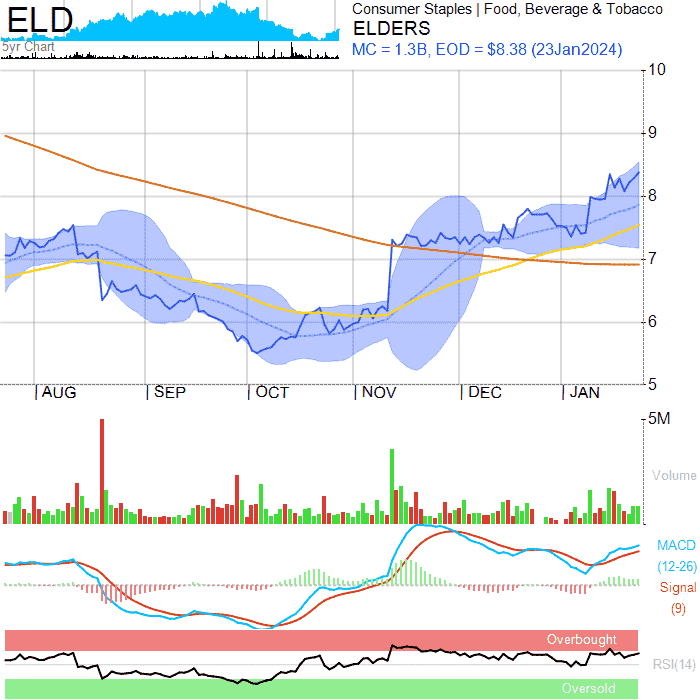 ELD
5yr Chart
Consumer Staples | Food, Beverage & Tobacco
ELDERS
MC = 1.3B, EOD = $8.38 (23Jan2024)
10
9
8
7
6
5
|AUG |SEP |OCT |NOV |DEC |JAN
5M
Volume
MACD
(12-26)
Signal
(9)
Overbought
RSI(14)
Oversold